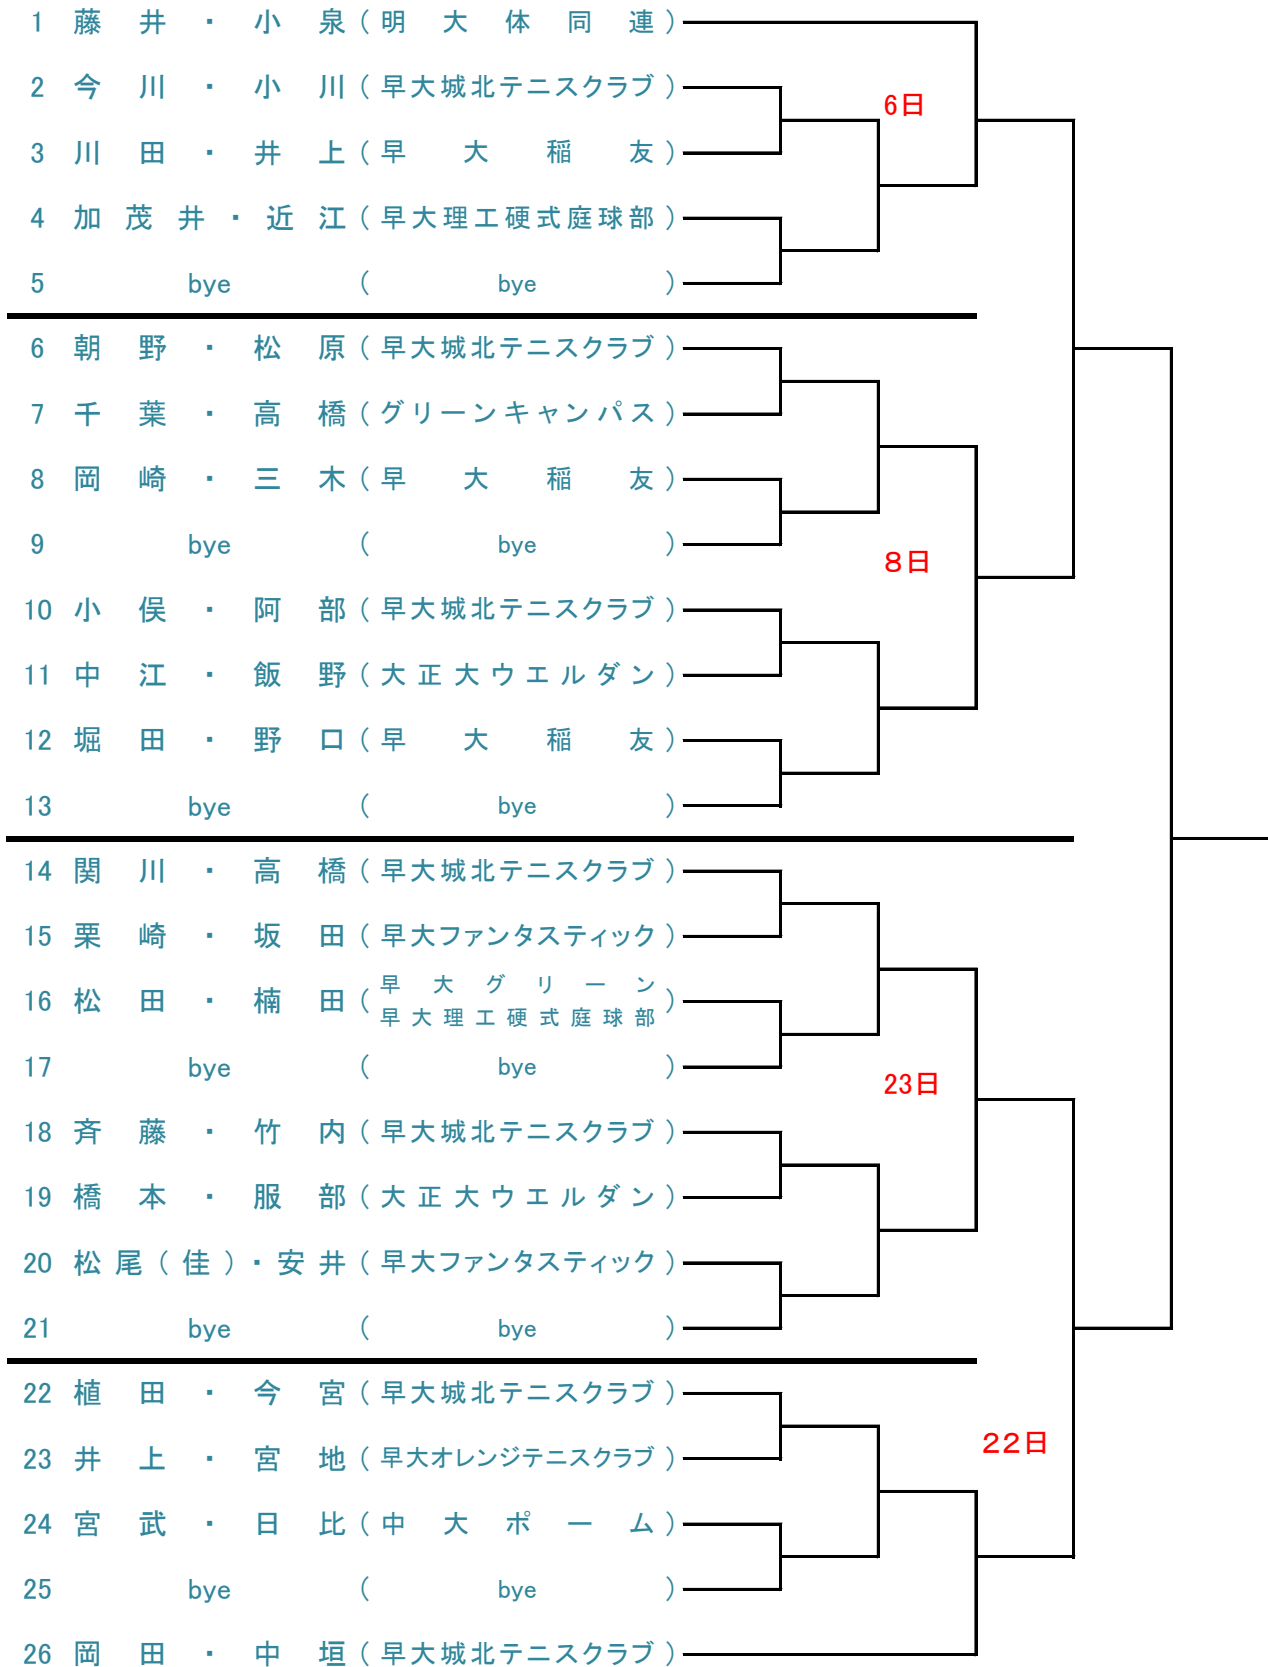 1 藤井・小泉(明大体同連)
2 今川・小川(早大城北テニスクラブ)
6日
3 川田・井上(早大稲友)
4 加茂井・近江(早大理工硬式庭球部)
5 bye (bye)
6 朝野・松原(早大城北テニスクラブ)
7 千葉・高橋(グリーンキャンパス)
8 岡崎・三木(早大稲友)
9 bye (bye)
8日
10 小俣・阿部(早大城北テニスクラブ)
11 中江・飯野(大正大ウエルダン)
12 堀田・野口(早大稲友)
13 bye (bye)
14 関川・高橋(早大城北テニスクラブ)
15 栗崎・坂田(早大ファンタスティック)
16 松田・楠田(早大グリーン
早大理工硬式庭球部)
17 bye (bye)
23日
18 斉藤・竹内(早大城北テニスクラブ)
19 橋本・服部(大正大ウエルダン)
20 松尾(佳)・安井(早大ファンタスティック)
21 bye (bye)
22 植田・今宮(早大城北テニスクラブ)
22日
23 井上・宮地(早大オレンジテニスクラブ)
24 宮武・日比(中大ポーム)
25 bye (bye)
26 岡田・中垣(早大城北テニスクラブ)